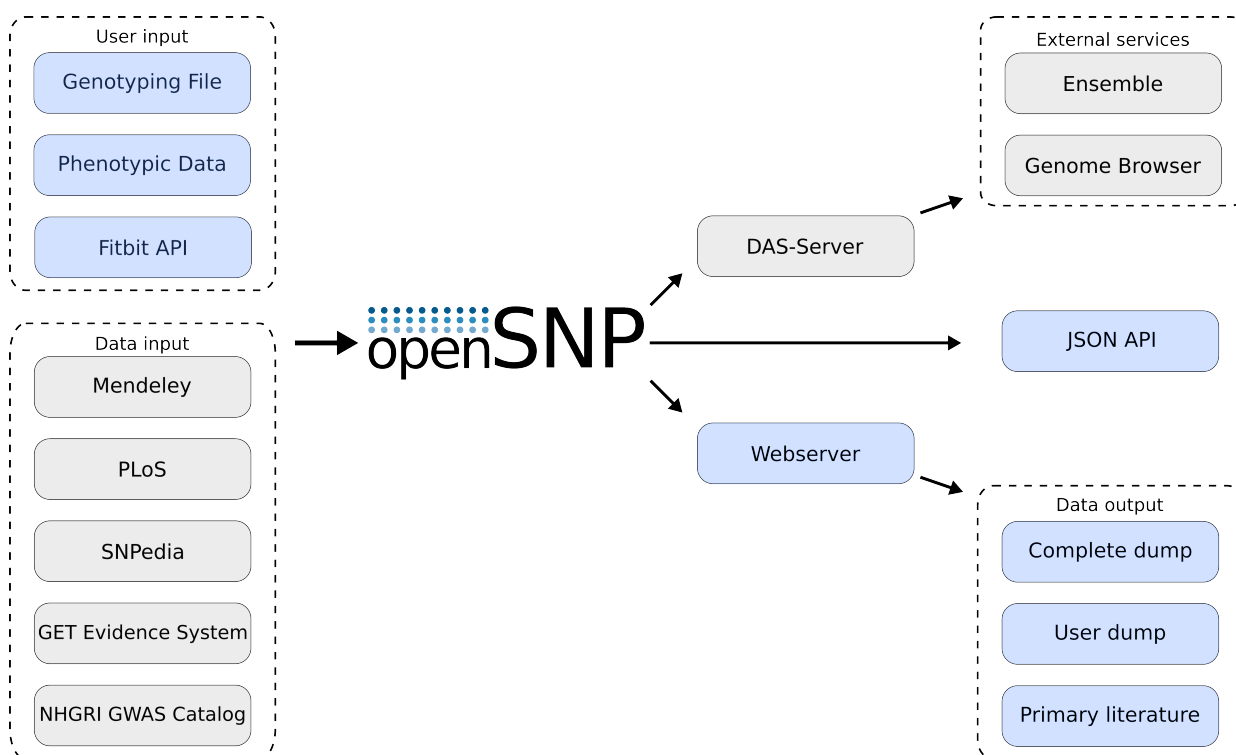 User input
Genotyping File
Phenotypic Data
Fitbit API
Data input
Mendeley
PLoS
SNPedia
GET Evidence System
NHGRI GWAS Catalog
openSNP
DAS-Server
Webserver
External services
Ensemble
Genome Browser
JSON API
Data output
Complete dump
User dump
Primary literature